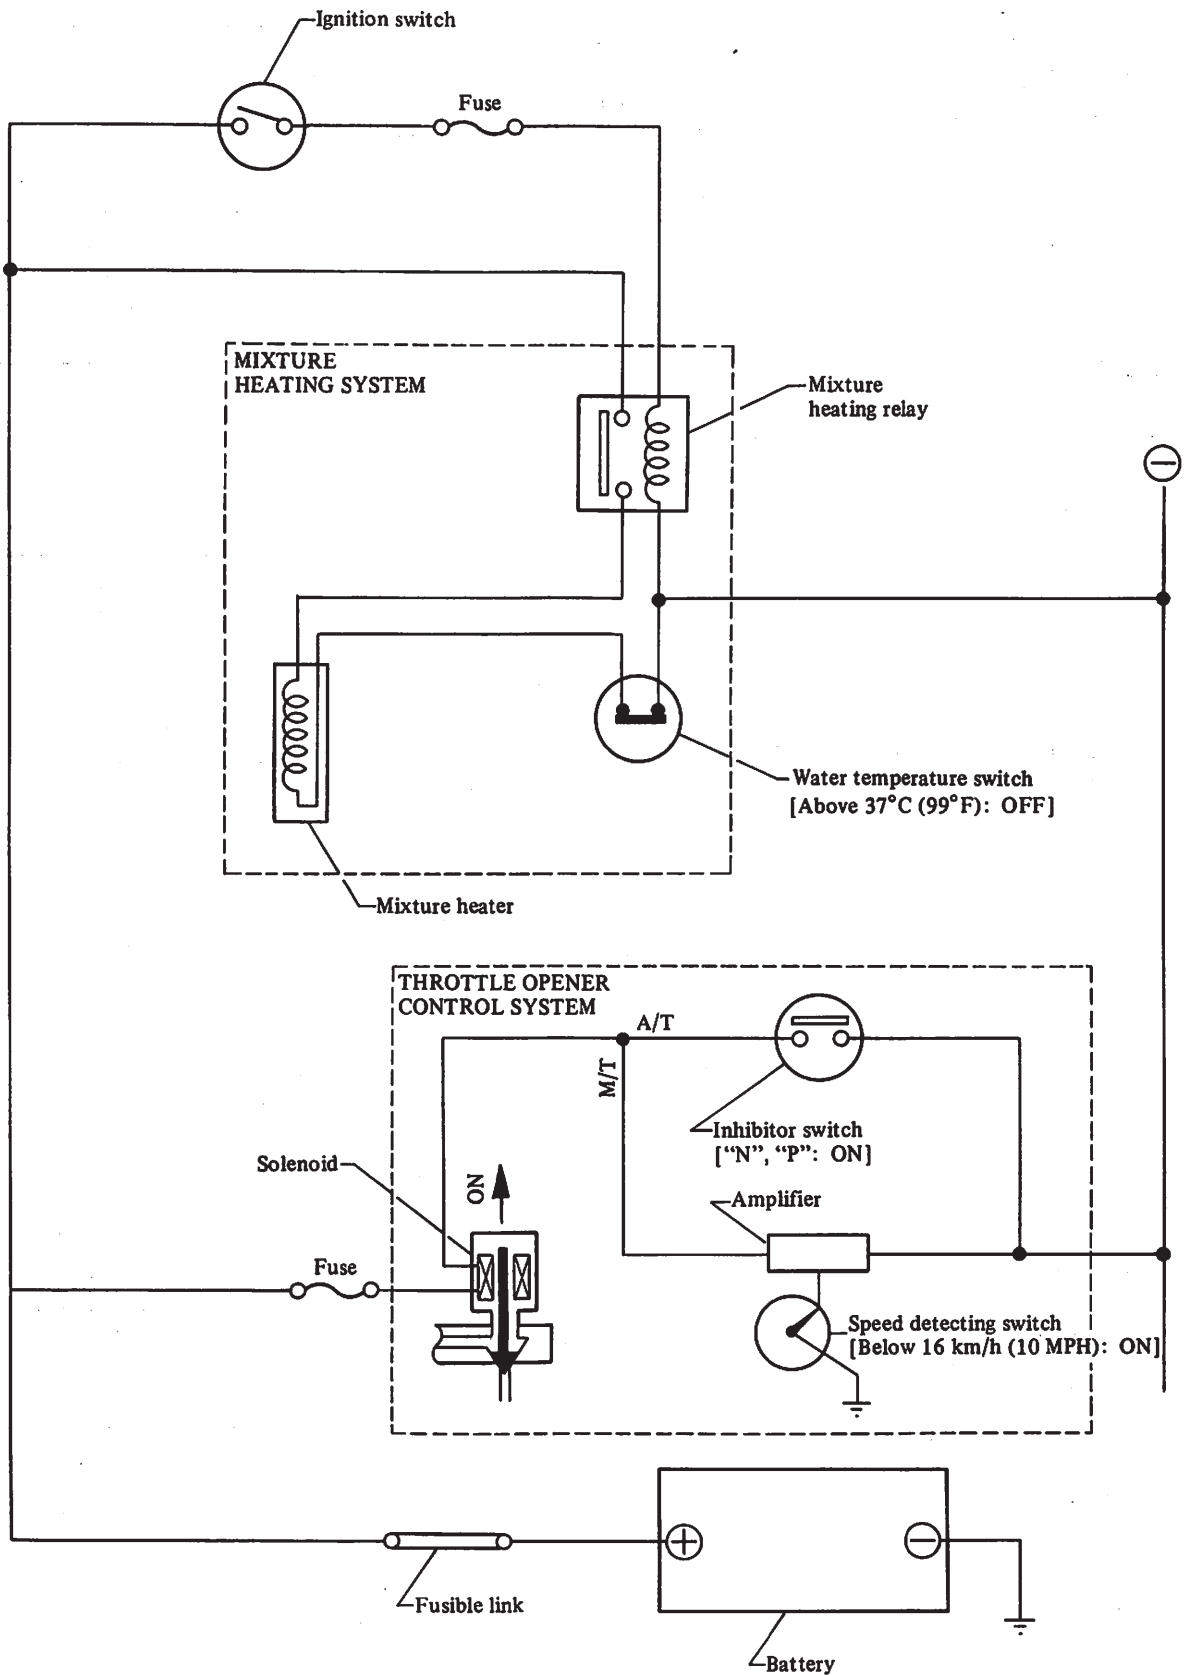 Ignition switch
Fuse
MIXTURE
HEATING SYSTEM
Mixture
heating relay
Water temperature switch
[Above 37°C (99°F): OFF]
Mixture heater
THROTTLE OPENER
CONTROL SYSTEM
A/T
M/T
Inhibitor switch
["N", "P": ON]
Solenoid
ON
Amplifier
Fuse
Speed detecting switch
[Below 16 km/h (10 MPH): ON]
Fusible link
Battery